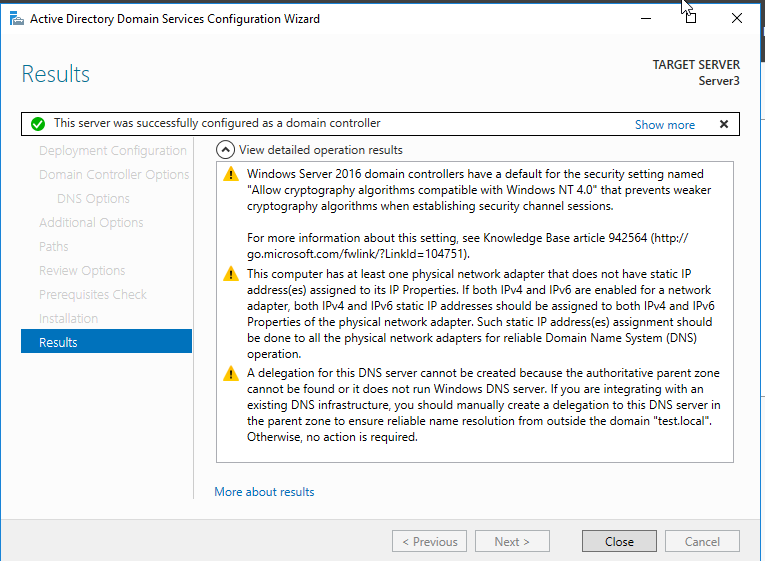 Active Directory Domain Services Configuration Wizard
Results
TARGET SERVER
Server3
This server was successfully configured as a domain controller
Show more
Deployment Configuration
Domain Controller Options
DNS Options
Additional Options
Paths
Review Options
Prerequisites Check
Installation
Results
View detailed operation results
Windows Server 2016 domain controllers have a default for the security setting named
"Allow cryptography algorithms compatible with Windows NT 4.0" that prevents weaker
cryptography algorithms when establishing security channel sessions.
For more information about this setting, see Knowledge Base article 942564 (http://
go.microsoft.com/fwlink/?LinkId=104751).
This computer has at least one physical network adapter that does not have static IP
address(es) assigned to its IP Properties. If both IPv4 and IPv6 are enabled for a network
adapter, both IPv4 and IPv6 static IP addresses should be assigned to both IPv4 and IPv6
Properties of the physical network adapter. Such static IP address(es) assignment should
be done to all the physical network adapters for reliable Domain Name System (DNS)
operation.
A delegation for this DNS server cannot be created because the authoritative parent zone
cannot be found or it does not run Windows DNS server. If you are integrating with an
existing DNS infrastructure, you should manually create a delegation to this DNS server in
the parent zone to ensure reliable name resolution from outside the domain "test.local".
Otherwise, no action is required.
More about results
< Previous
Next >
Close
Cancel